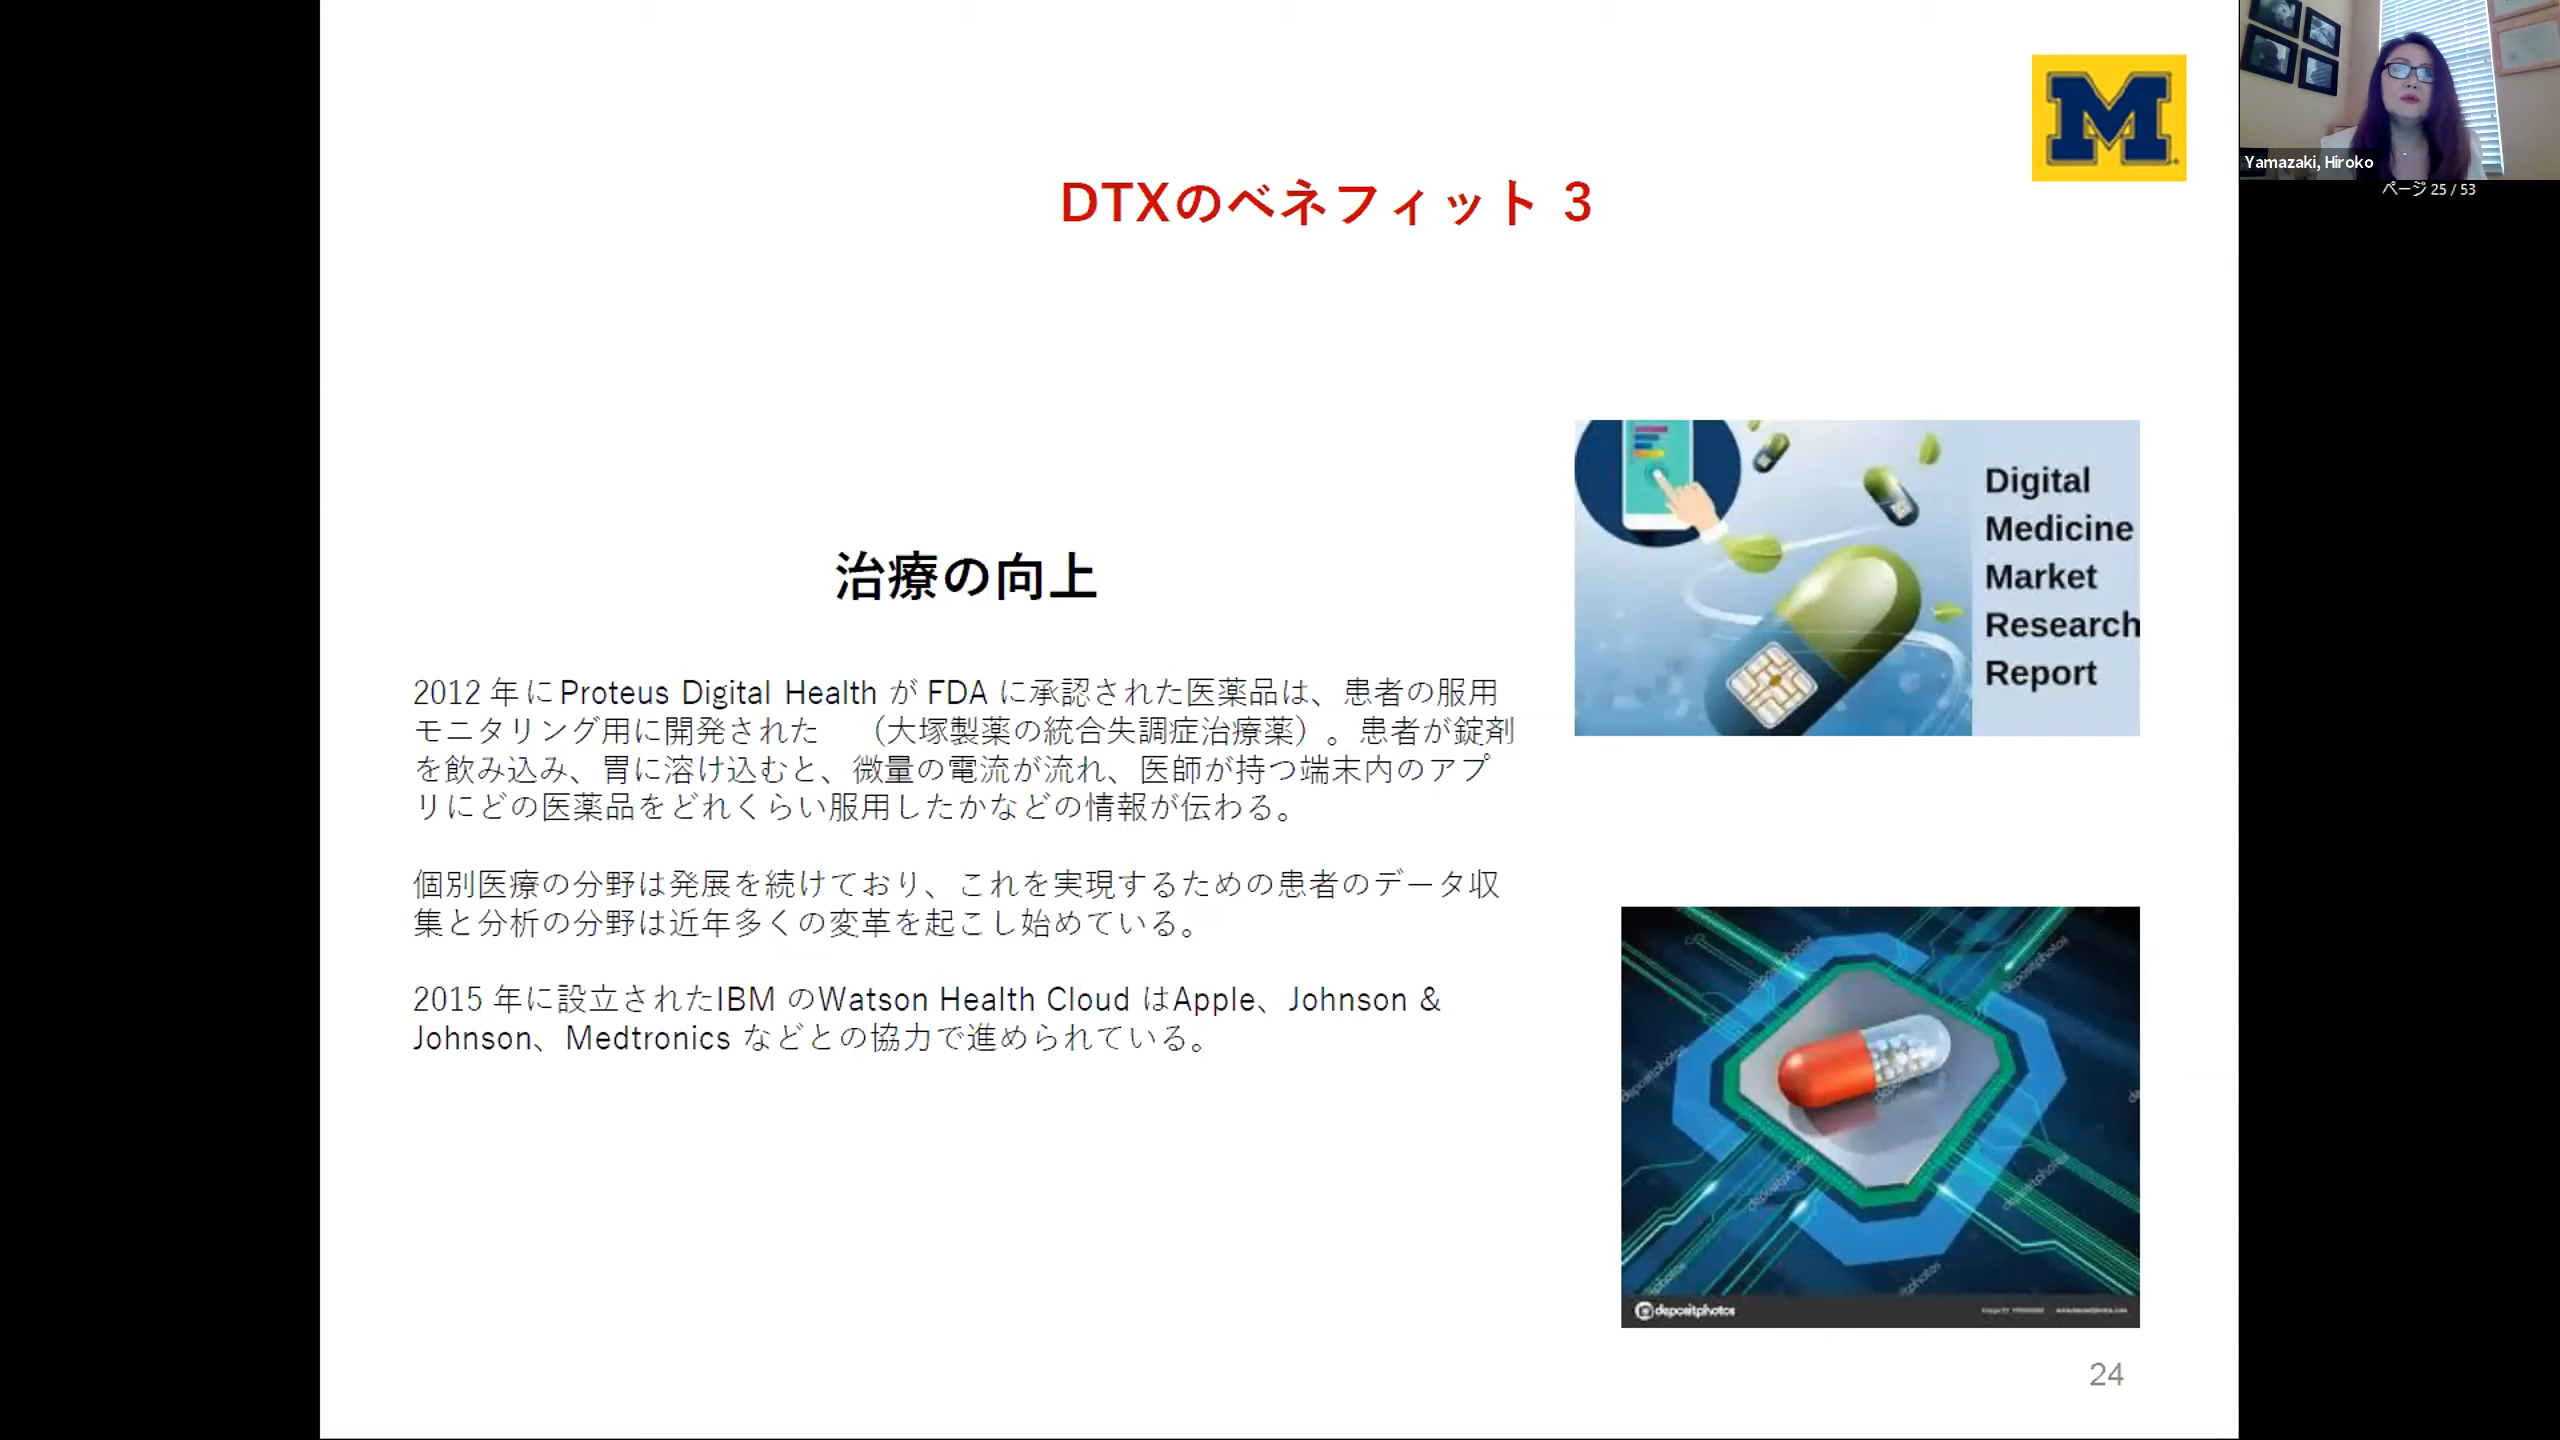 M
Yamazaki, Hiroko
ページ 25 / 53
DTXのベネフィット 3
Digital
Medicine
Market
Research
Report
治療の向上
2012 年にProteus Digital Health が FDA に承認された医薬品は、患者の服用
モニタリング用に開発された （大塚製薬の統合失調症治療薬）。患者が錠剤
を飲み込み、胃に溶け込むと、微量の電流が流れ、医師が持つ端末内のアプ
リにどの医薬品をどれくらい服用したかなどの情報が伝わる。
個別医療の分野は発展を続けており、これを実現するための患者のデータ収
集と分析の分野は近年多くの変革を起こし始めている。
2015 年に設立されたIBM のWatson Health Cloud はApple、Johnson &
Johnson、Medtronics などとの協力で進められている。
depositphotos
24